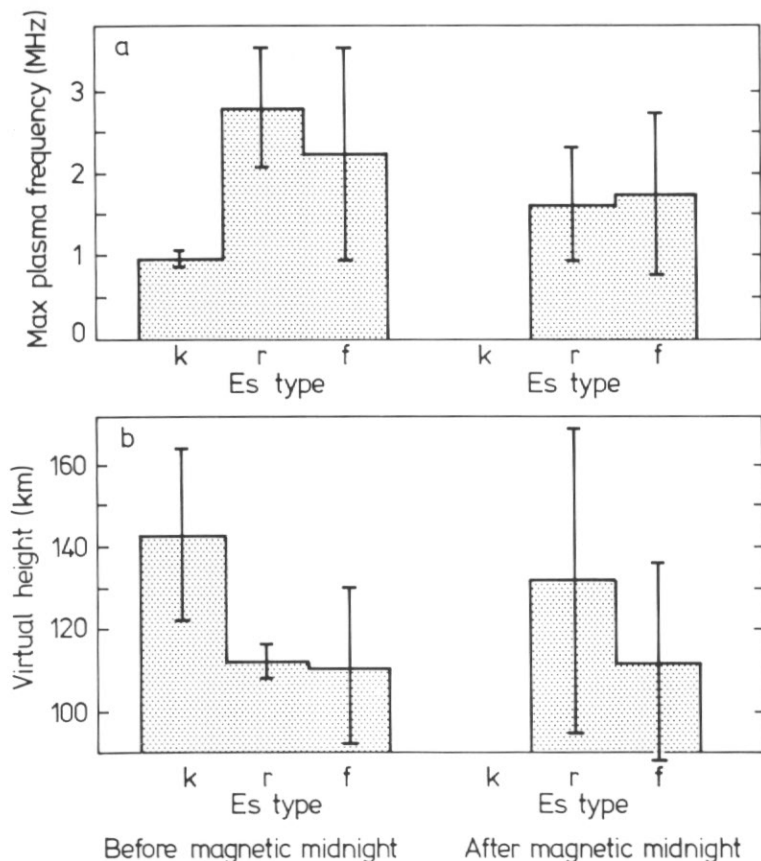 a
Max plasma frequency (MHz)
3
2
1
0
k r f k r f
Es type Es type
b
Virtual height (km)
160
140
120
100
k r f k r f
Es type Es type
Before magnetic midnight After magnetic midnight